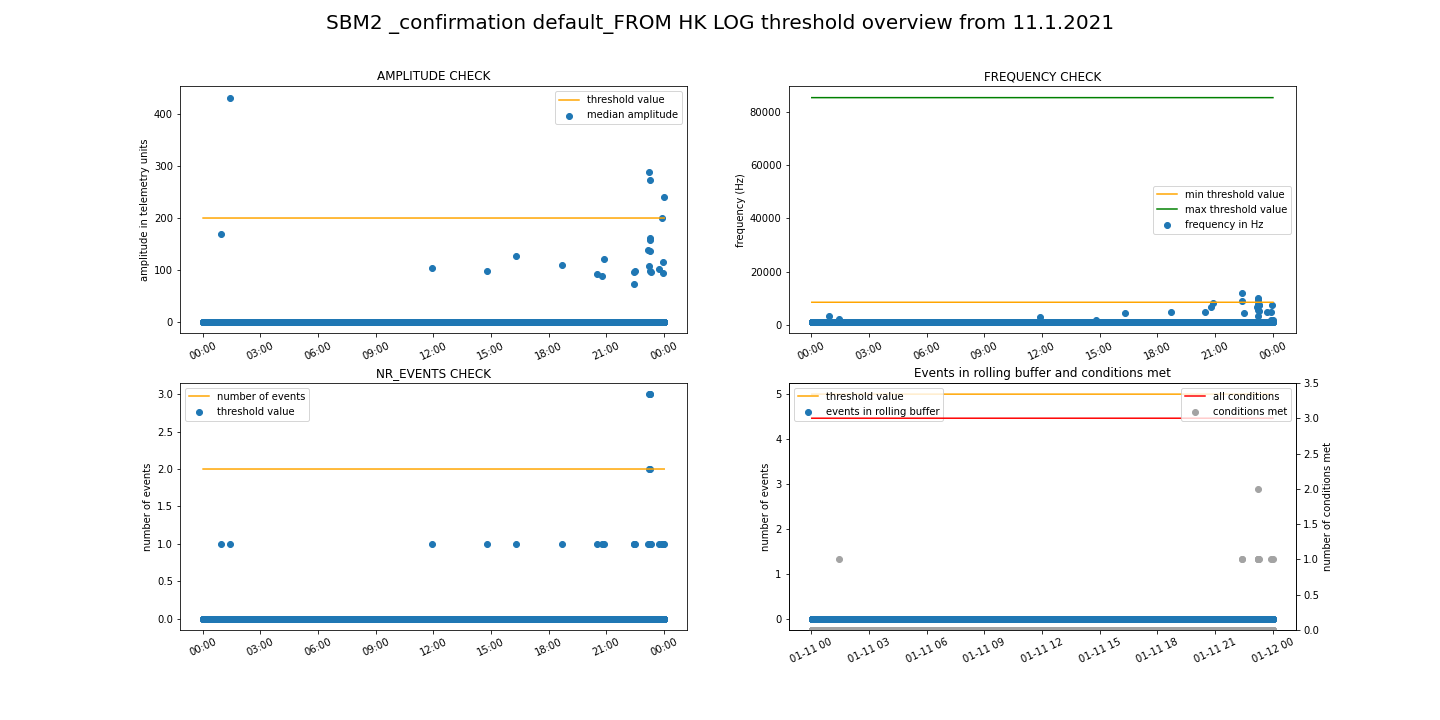 SBM2 _confirmation default_FROM HK LOG threshold overview from 11.1.2021
AMPLITUDE CHECK
amplitude in telemetry units
400
300
200
100
0
threshold value
median amplitude
00:00 03:00 06:00 09:00 12:00 15:00 18:00 21:00 00:00
FREQUENCY CHECK
frequency (Hz)
80000
60000
40000
20000
0
min threshold value
max threshold value
frequency in Hz
00:00 03:00 06:00 09:00 12:00 15:00 18:00 21:00 00:00
NR_EVENTS CHECK
number of events
3.0
2.5
2.0
1.5
1.0
0.5
0.0
number of events
threshold value
00:00 03:00 06:00 09:00 12:00 15:00 18:00 21:00 00:00
Events in rolling buffer and conditions met
number of events
5
4
3
2
1
0
threshold value
events in rolling buffer
all conditions
conditions met
3.5
3.0
2.5
2.0
1.5
1.0
0.5
0.0
number of conditions met
01-11 00 01-11 03 01-11 06 01-11 09 01-11 12 01-11 15 01-11 18 01-11 21 01-12 00